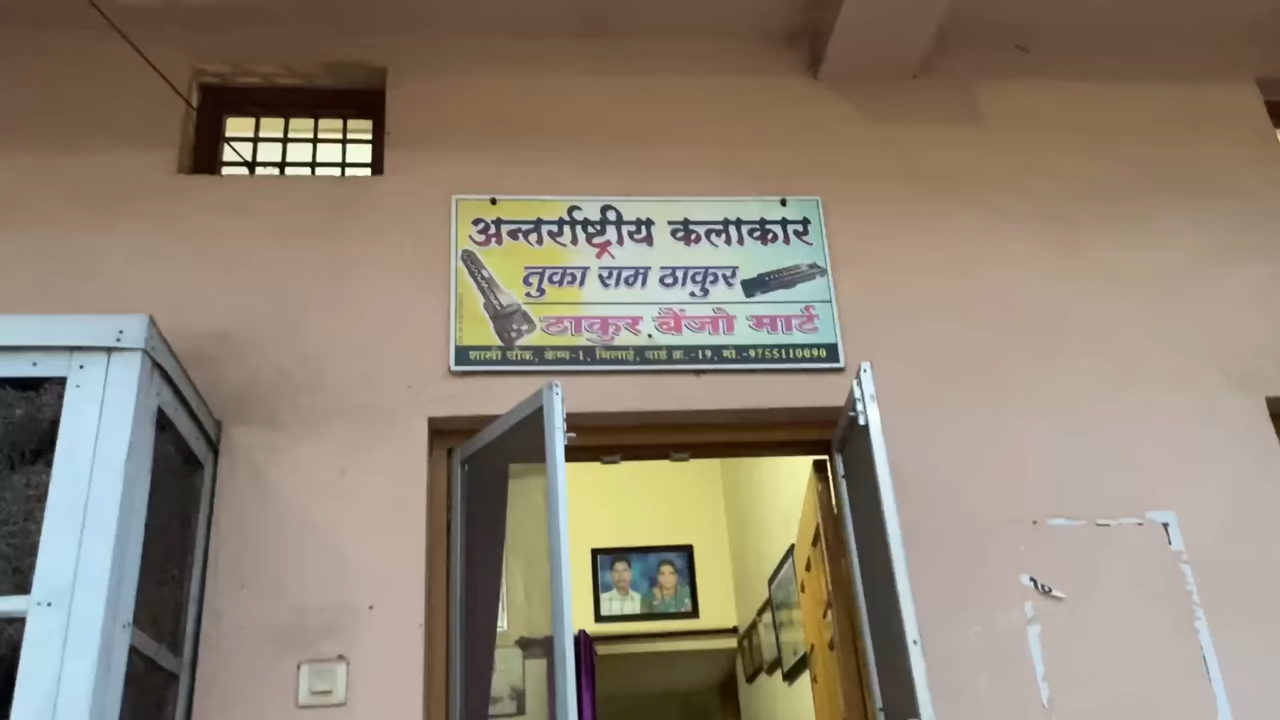 अन्तर्राष्ट्रीय कलाकार
तुका राम ठाकुर
ठाकुर बैंजो मार्ट
शास्त्री चौक, केम्प-1, भिलाई, वार्ड क्र.-19, मो.-9755110090